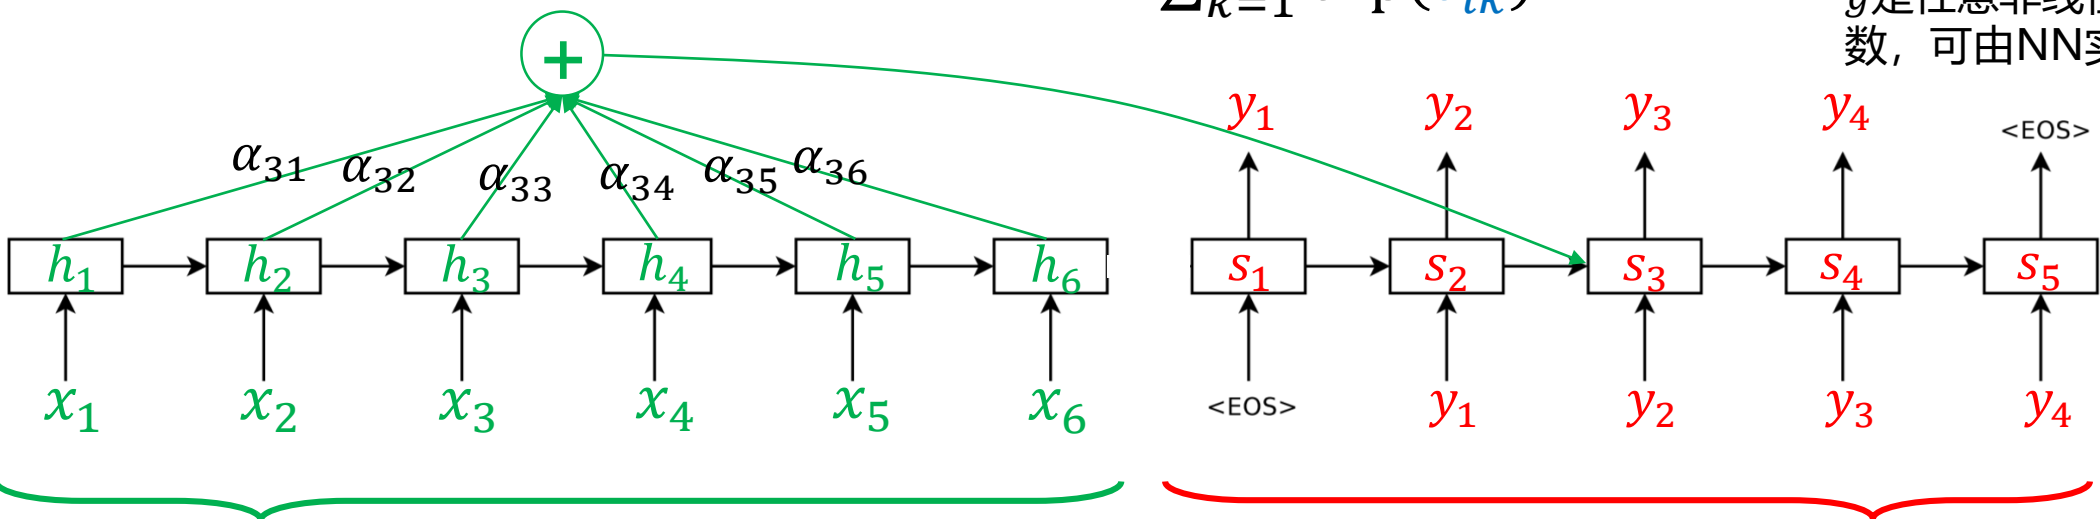 数，可由NN
+
y₁ y₂ y₃ y₄ <EOS>
α₃₁ α₃₂ α₃₃ α₃₄ α₃₅ α₃₆
h₁ h₂ h₃ h₄ h₅ h₆ s₁ s₂ s₃ s₄ s₅
x₁ x₂ x₃ x₄ x₅ x₆ <EOS> y₁ y₂ y₃ y₄